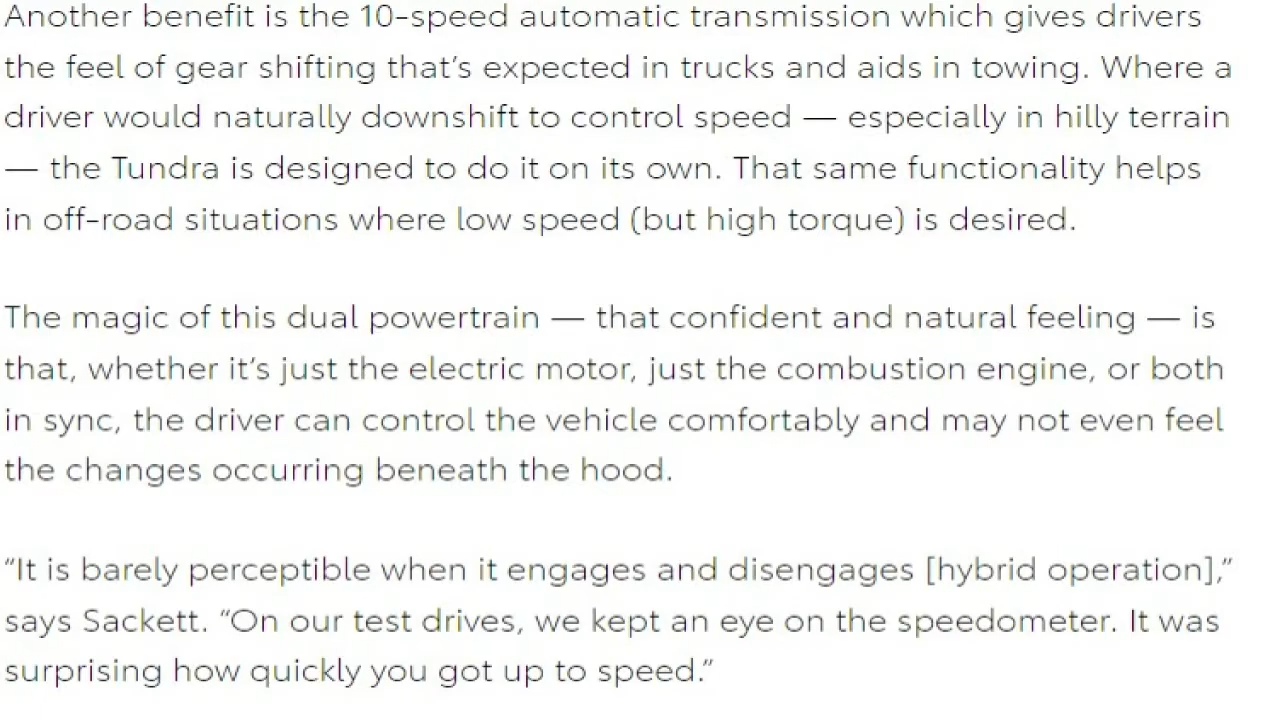 Another benefit is the 10-speed automatic transmission which gives drivers
the feel of gear shifting that’s expected in trucks and aids in towing. Where a
driver would naturally downshift to control speed — especially in hilly terrain
— the Tundra is designed to do it on its own. That same functionality helps
in off-road situations where low speed (but high torque) is desired.
The magic of this dual powertrain — that confident and natural feeling — is
that, whether it’s just the electric motor, just the combustion engine, or both
in sync, the driver can control the vehicle comfortably and may not even feel
the changes occurring beneath the hood.
“It is barely perceptible when it engages and disengages [hybrid operation],”
says Sackett. “On our test drives, we kept an eye on the speedometer. It was
surprising how quickly you got up to speed.”